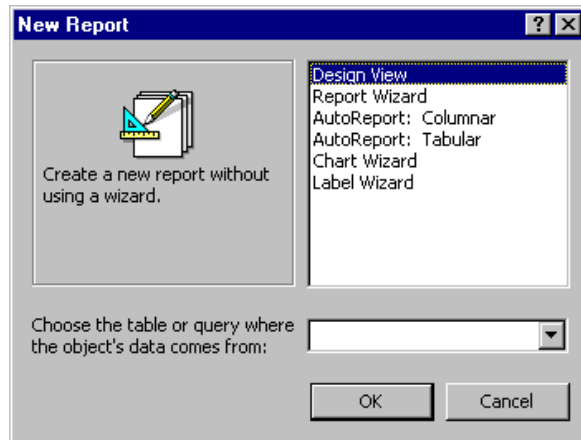 New Report
Create a new report without
using a wizard.
Design View
Report Wizard
AutoReport: Columnar
AutoReport: Tabular
Chart Wizard
Label Wizard
Choose the table or query where
the object's data comes from:
OK
Cancel